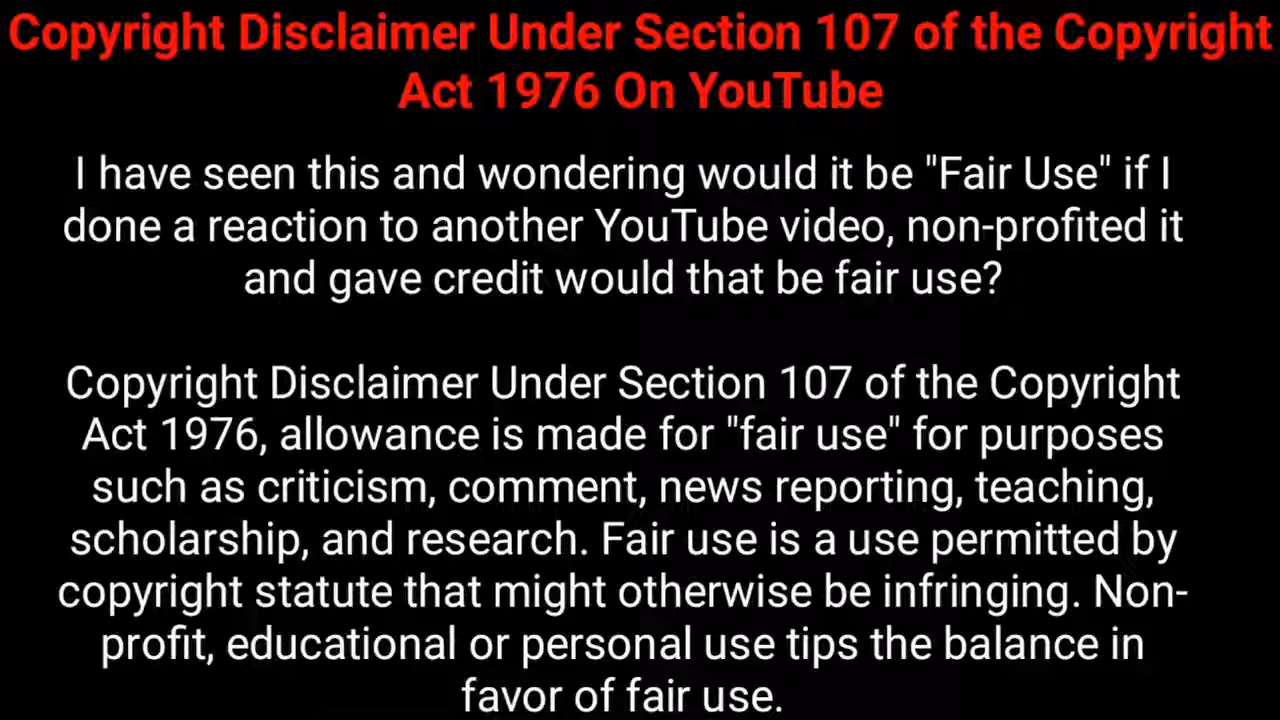 Copyright Disclaimer Under Section 107 of the Copyright
Act 1976 On YouTube
I have seen this and wondering would it be "Fair Use" if I
done a reaction to another YouTube video, non-profited it
and gave credit would that be fair use?
Copyright Disclaimer Under Section 107 of the Copyright
Act 1976, allowance is made for "fair use" for purposes
such as criticism, comment, news reporting, teaching,
scholarship, and research. Fair use is a use permitted by
copyright statute that might otherwise be infringing. Non-
profit, educational or personal use tips the balance in
favor of fair use.